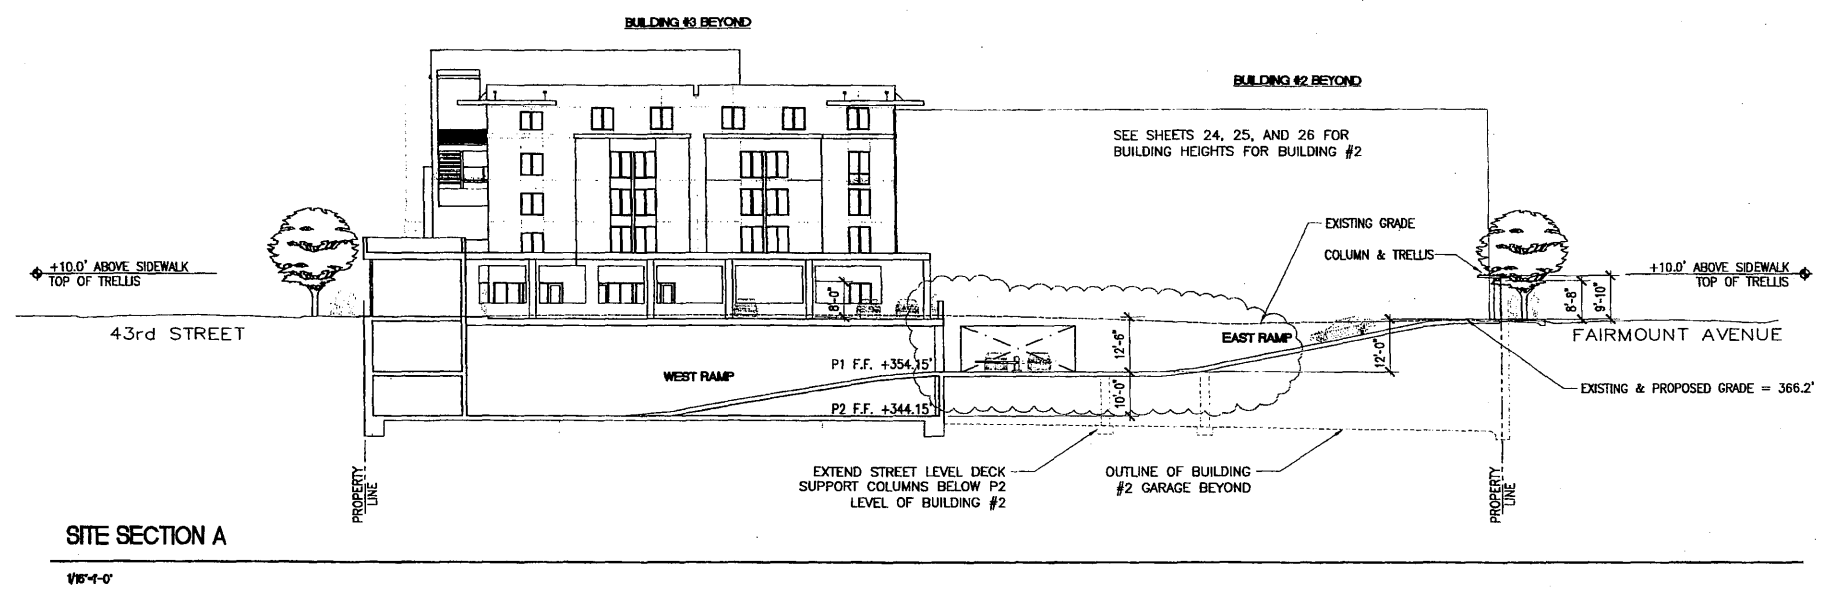 BUILDING #3 BEYOND
BUILDING #2 BEYOND
SEE SHEETS 24, 25, AND 26 FOR
BUILDING HEIGHTS FOR BUILDING #2
EXISTING GRADE
COLUMN & TRELLIS
+10.0' ABOVE SIDEWALK
TOP OF TRELLIS
+10.0' ABOVE SIDEWALK
TOP OF TRELLIS
8'-0"
8'-8"
9'-10"
43rd STREET
EAST RAMP
FAIRMOUNT AVENUE
12'-6"
12'-0"
P1 F.F. +354.15'
WEST RAMP
EXISTING & PROPOSED GRADE = 366.2'
10'-0"
P2 F.F. +344.15'
EXTEND STREET LEVEL DECK
SUPPORT COLUMNS BELOW P2
LEVEL OF BUILDING #2
OUTLINE OF BUILDING
#2 GARAGE BEYOND
PROPERTY
LINE
PROPERTY
LINE
SITE SECTION A
1/16"=1'-0"